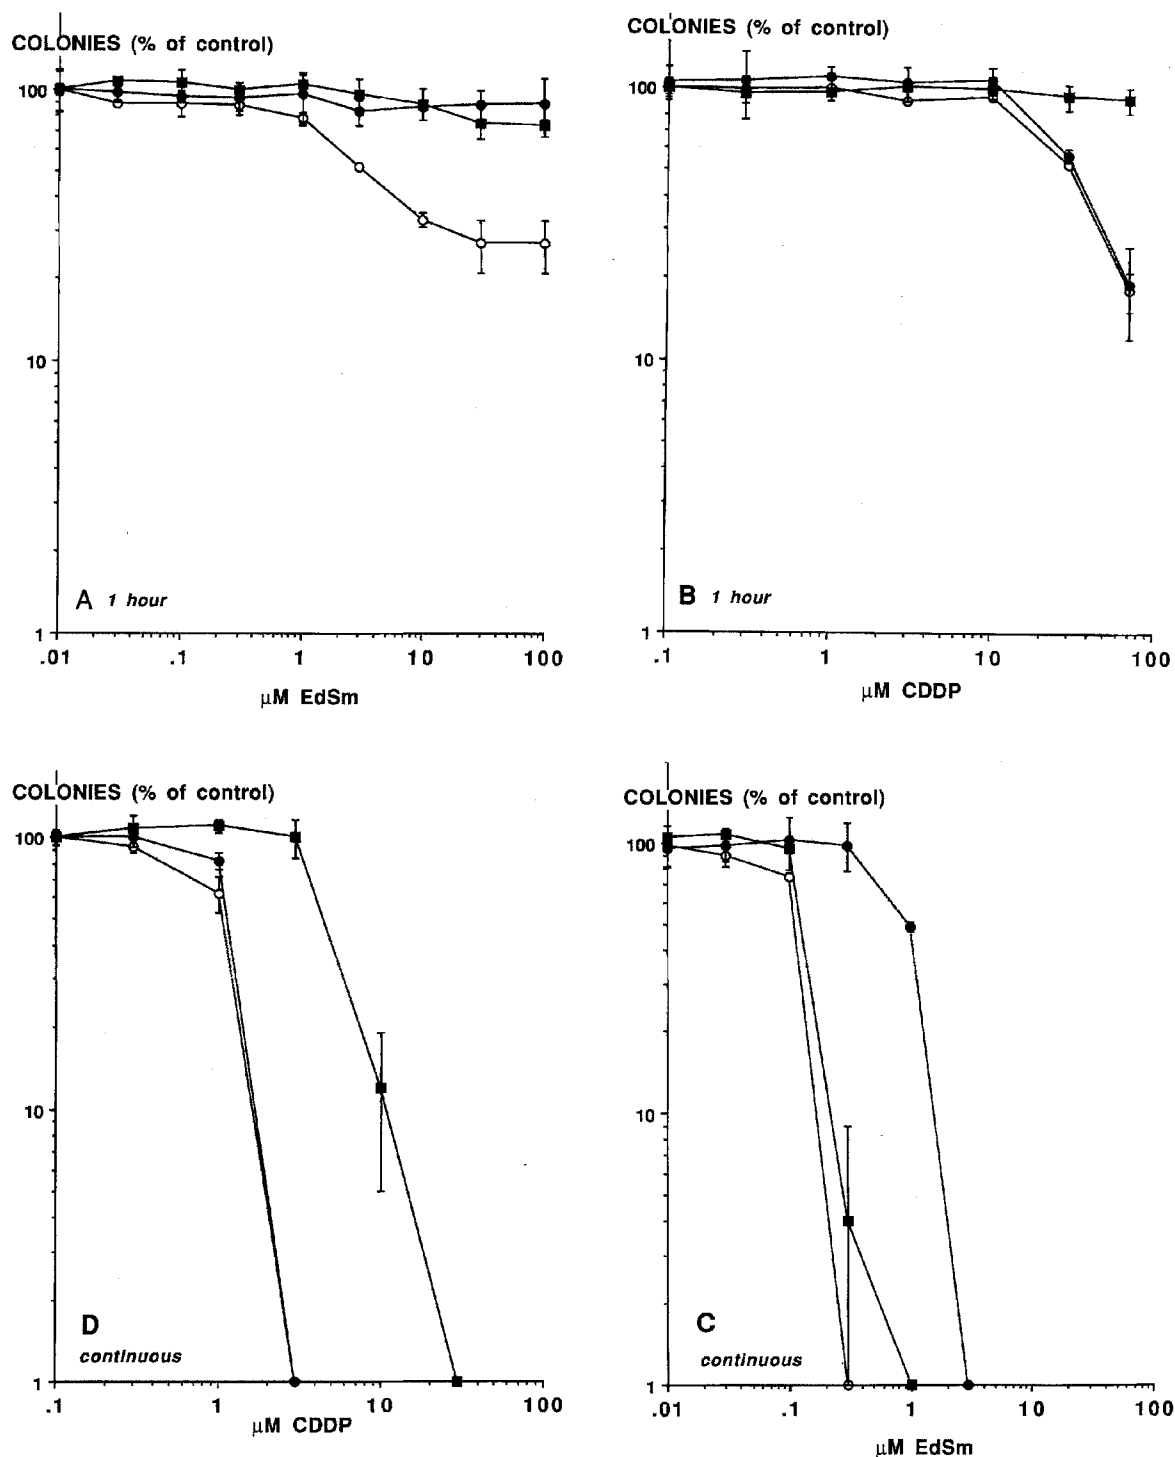 COLONIES (% of control)
100
10
1
A 1 hour
.01 .1 1 10 100
μM EdSm
COLONIES (% of control)
100
10
1
B 1 hour
.1 1 10 100
μM CDDP
COLONIES (% of control)
100
10
1
D
continuous
.1 1 10 100
μM CDDP
COLONIES (% of control)
100
10
1
C
continuous
.01 .1 1 10 100
μM EdSm